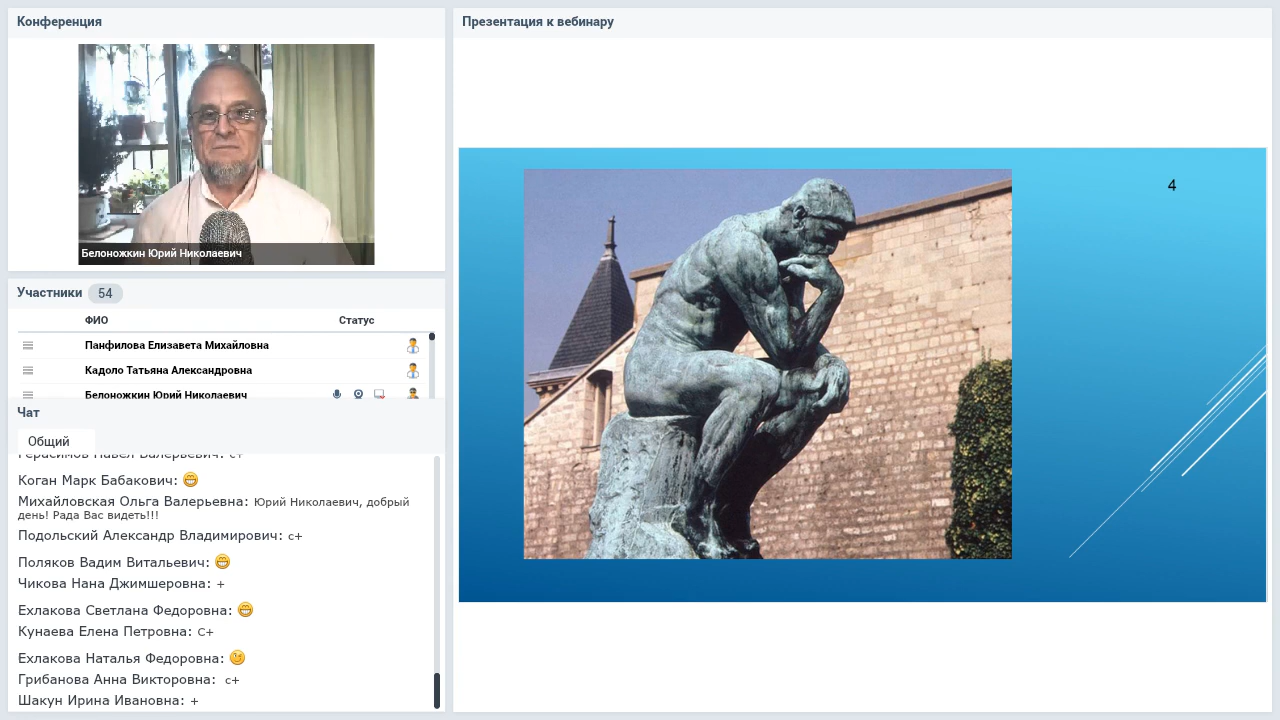 Конференция
Белоножкин Юрий Николаевич
Участники 54
ФИО Статус
Панфилова Елизавета Михайловна
Кадоло Татьяна Александровна
Белоножкин Юрий Николаевич
Чат
Общий
Герасимов Павел Валерьевич: с+
Коган Марк Бабакович:
Михайловская Ольга Валерьевна: Юрий Николаевич, добрый
день! Рада Вас видеть!!!
Подольский Александр Владимирович: с+
Поляков Вадим Витальевич:
Чикова Нана Джимшеровна: +
Ехлакова Светлана Федоровна:
Кунаева Елена Петровна: С+
Ехлакова Наталья Федоровна:
Грибанова Анна Викторовна: с+
Шакун Ирина Ивановна: +
Презентация к вебинару
4